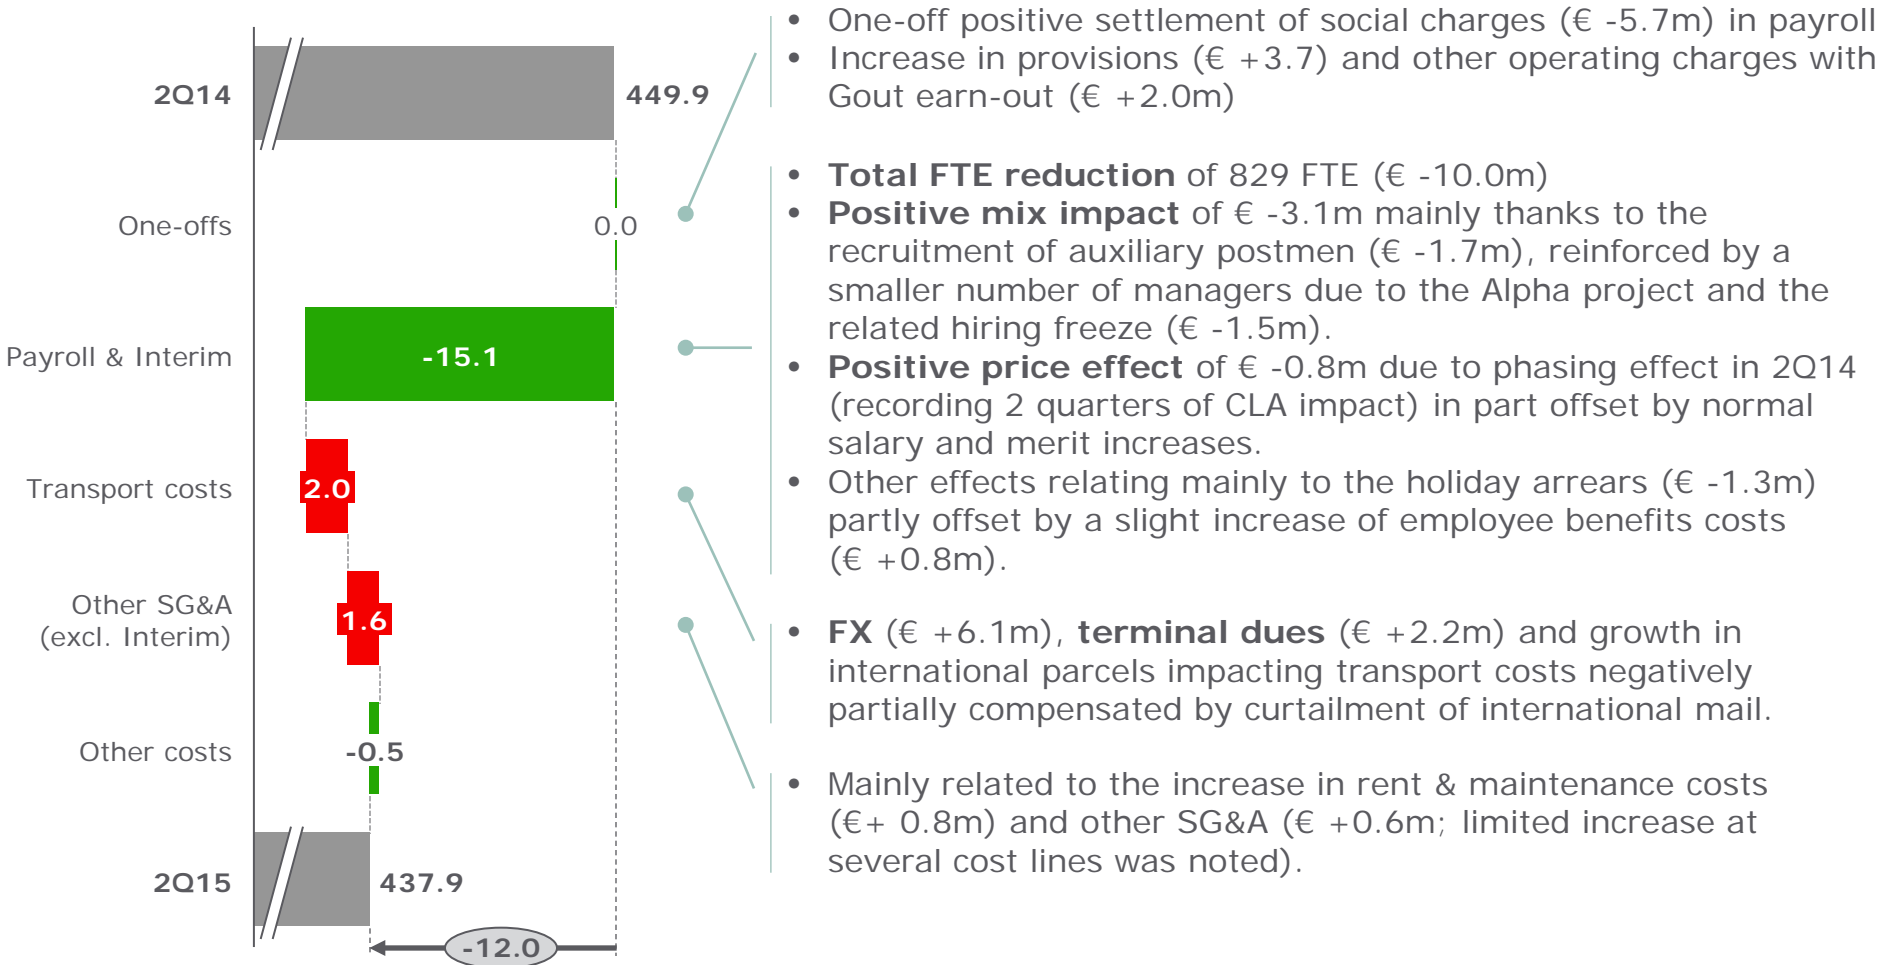 2Q14
449.9
One-offs
0.0
Payroll & Interim
-15.1
Transport costs
2.0
Other SG&A
(excl. Interim)
1.6
Other costs
-0.5
2Q15
437.9
-12.0
• One-off positive settlement of social charges (€ -5.7m) in payroll
• Increase in provisions (€ +3.7) and other operating charges with
Gout earn-out (€ +2.0m)
• Total FTE reduction of 829 FTE (€ -10.0m)
• Positive mix impact of € -3.1m mainly thanks to the
recruitment of auxiliary postmen (€ -1.7m), reinforced by a
smaller number of managers due to the Alpha project and the
related hiring freeze (€ -1.5m).
• Positive price effect of € -0.8m due to phasing effect in 2Q14
(recording 2 quarters of CLA impact) in part offset by normal
salary and merit increases.
• Other effects relating mainly to the holiday arrears (€ -1.3m)
partly offset by a slight increase of employee benefits costs
(€ +0.8m).
• FX (€ +6.1m), terminal dues (€ +2.2m) and growth in
international parcels impacting transport costs negatively
partially compensated by curtailment of international mail.
• Mainly related to the increase in rent & maintenance costs
(€+ 0.8m) and other SG&A (€ +0.6m; limited increase at
several cost lines was noted).